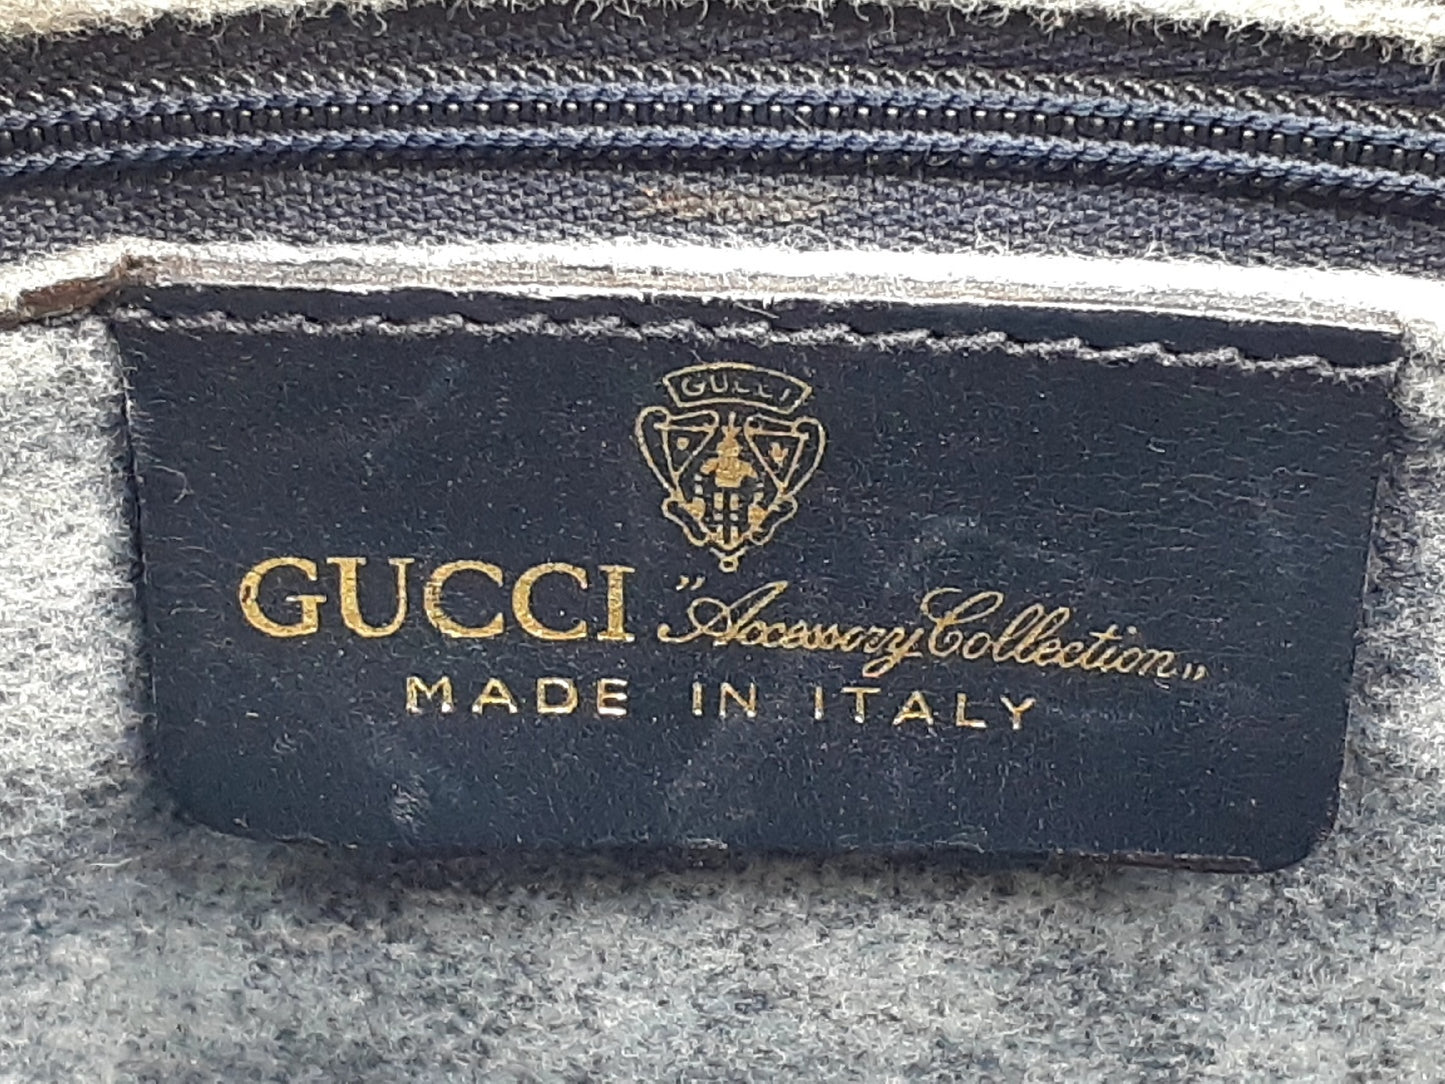 GUCCI
GUCCI "Accessory Collection"
MADE IN ITALY